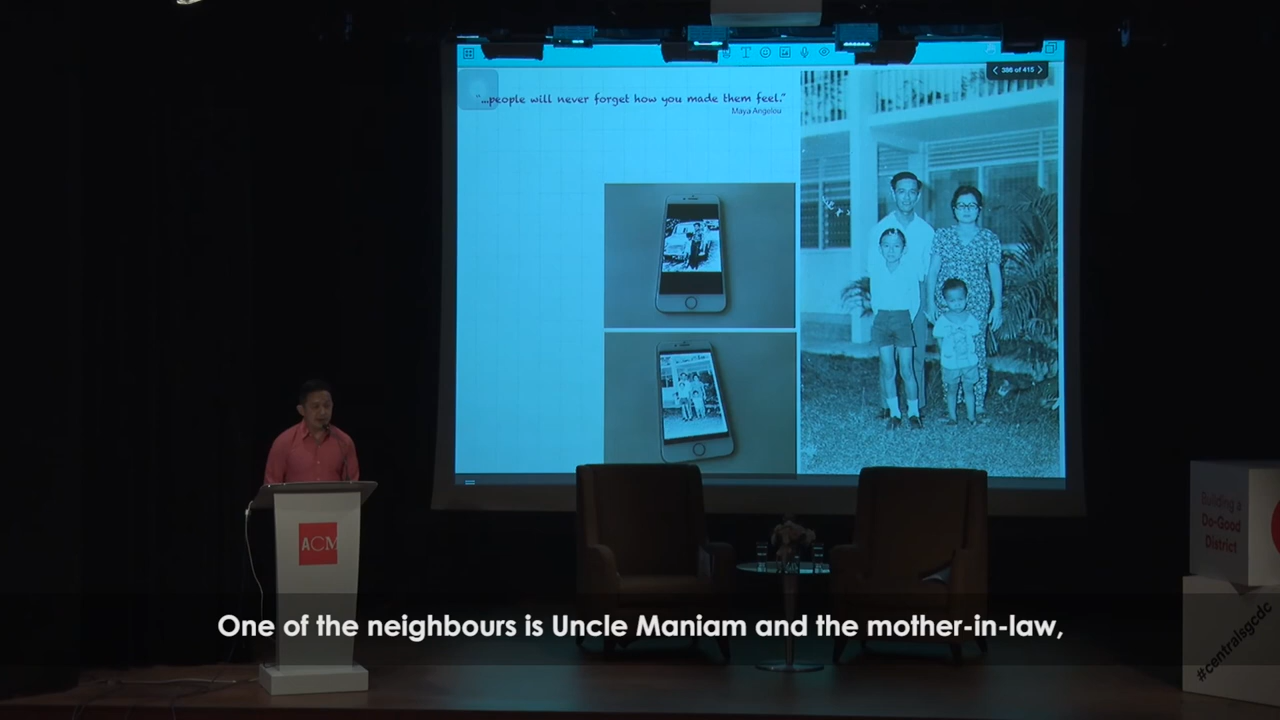 386 of 415
"...people will never forget how you made them feel."
Maya Angelou
ACM
Building a
Do-Good
District
#centralsgcdc
One of the neighbours is Uncle Maniam and the mother-in-law,